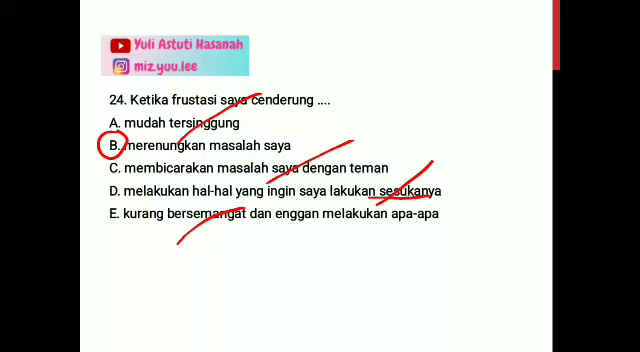 Yuli Astuti Hasanah
miz.yuu.lee
24. Ketika frustasi saya cenderung ....
A. mudah tersinggung
B. merenungkan masalah saya
C. membicarakan masalah saya dengan teman
D. melakukan hal-hal yang ingin saya lakukan sesukanya
E. kurang bersemangat dan enggan melakukan apa-apa